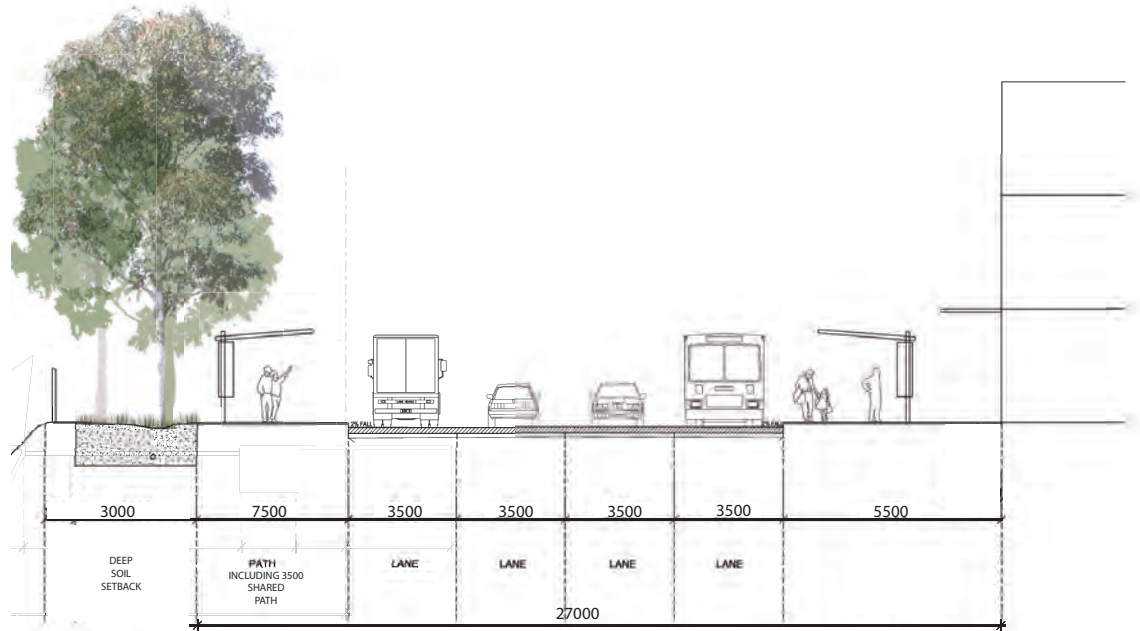 2% FALL
3000
7500
3500
3500
3500
3500
5500
DEEP
SOIL
SETBACK
PATH
INCLUDING 3500
SHARED
PATH
LANE
LANE
LANE
LANE
27000